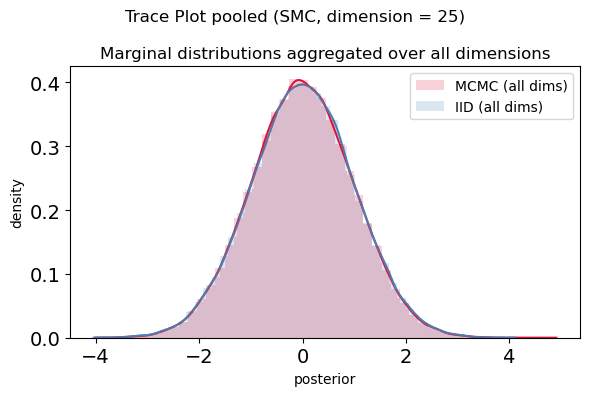 Trace Plot pooled (SMC, dimension = 25)
Marginal distributions aggregated over all dimensions
MCMC (all dims)
IID (all dims)
density
0.4
0.3
0.2
0.1
0.0
−4
−2
0
2
4
posterior